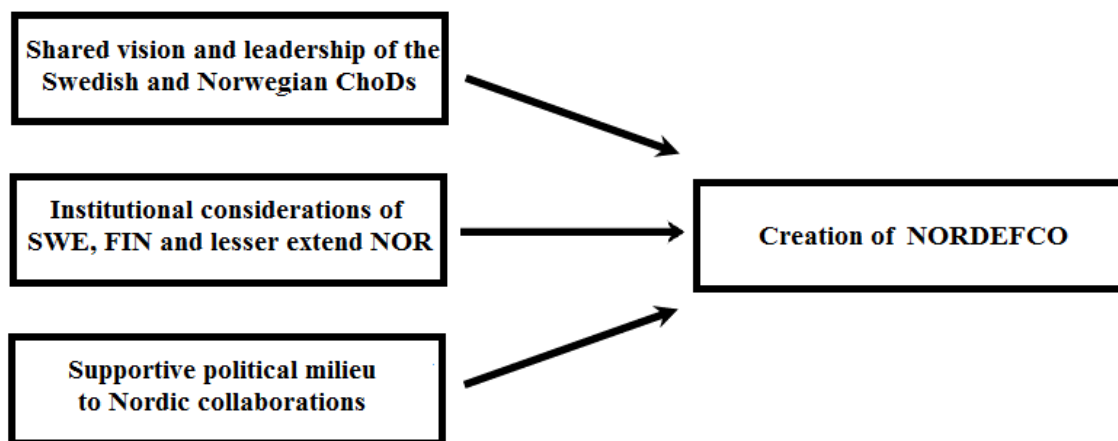 Shared vision and leadership of the
Swedish and Norwegian ChoDs
Institutional considerations of
SWE, FIN and lesser extend NOR
Supportive political milieu
to Nordic collaborations
Creation of NORDEFCO